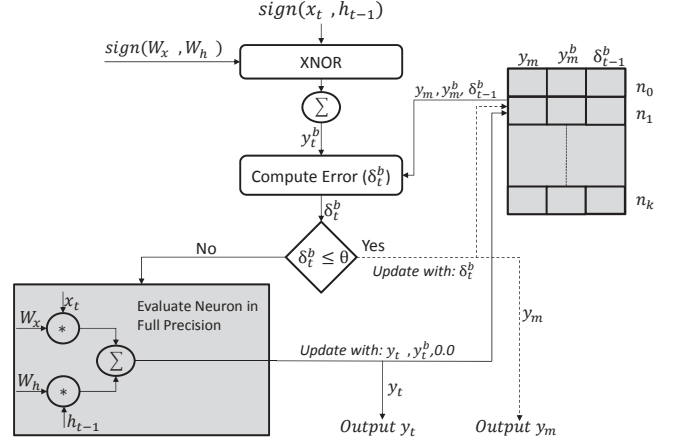 sign(x_t , h_{t-1})
sign(W_x , W_h )
XNOR
∑
y_t^b
Compute Error (δ_t^b)
δ_t^b
δ_t^b ≤ θ
No
Yes
Update with: δ_t^b
y_m , y_m^b, δ_{t-1}^b
y_m y_m^b δ_{t-1}^b
n_0
n_1
n_k
Evaluate Neuron in
Full Precision
x_t
W_x
*
∑
W_h
*
h_{t-1}
Update with: y_t , y_t^b,0.0
y_t
y_m
Output y_t
Output y_m